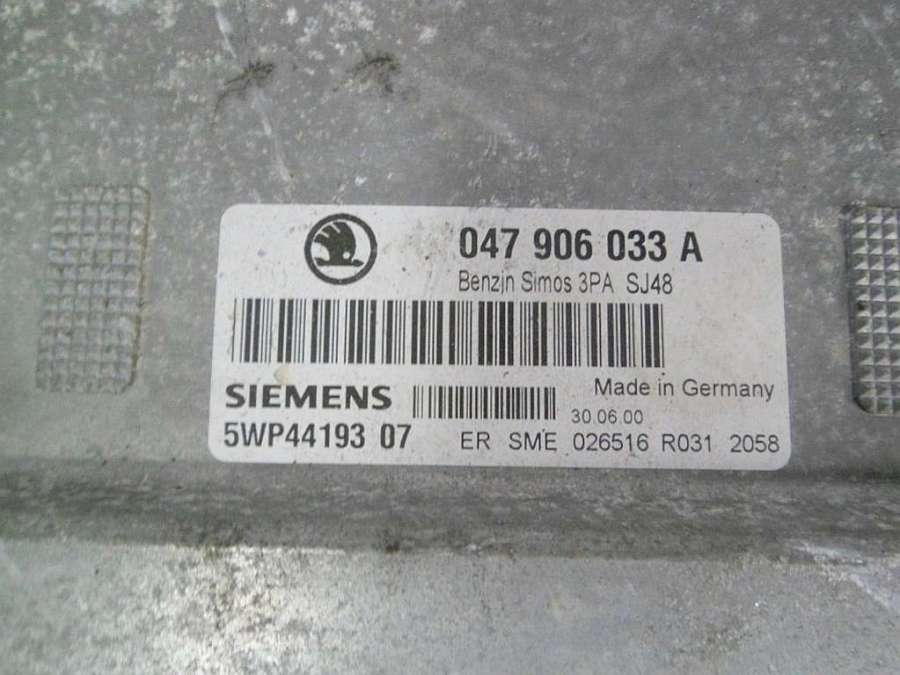 047 906 033 A
Benzin Simos 3PA SJ48
SIEMENS
Made in Germany
30.06.00
5WP44193 07
ER SME 026516 R031 2058